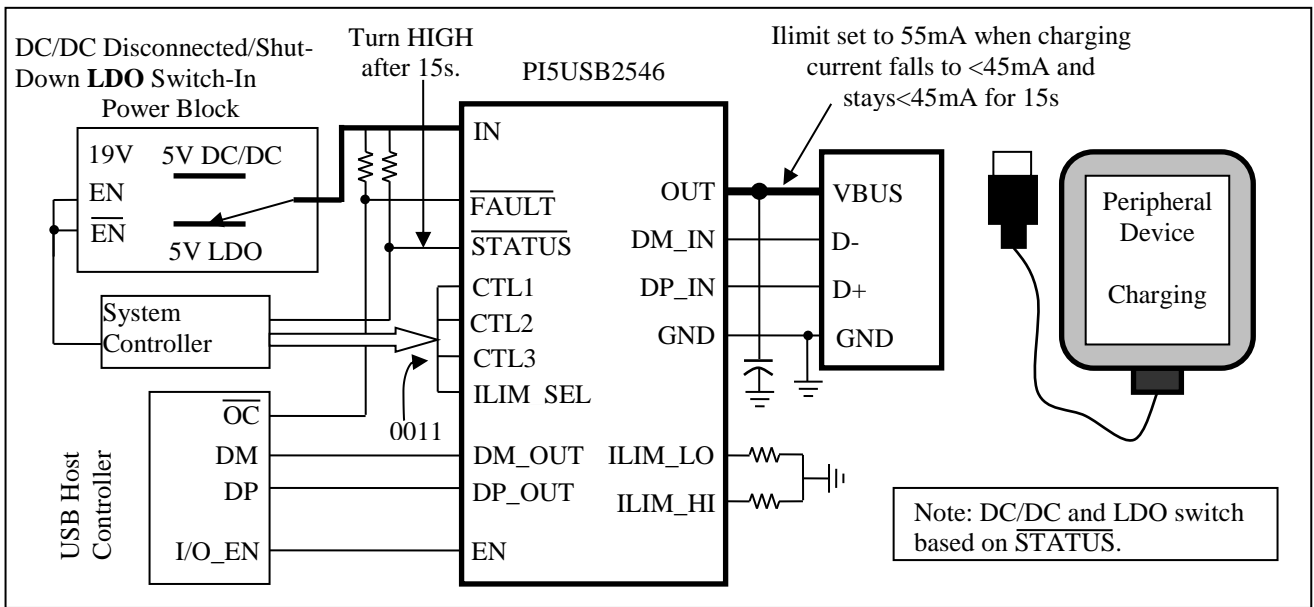 DC/DC Disconnected/Shut-
Down LDO Switch-In
Power Block
Turn HIGH
after 15s.
PI5USB2546
Ilimit set to 55mA when charging
current falls to <45mA and
stays<45mA for 15s
19V
5V DC/DC
EN
EN
5V LDO
System
Controller
USB Host
Controller
OC
DM
DP
I/O_EN
0011
IN
FAULT
STATUS
CTL1
CTL2
CTL3
ILIM SEL
DM_OUT
DP_OUT
EN
OUT
DM_IN
DP_IN
GND
ILIM_LO
ILIM_HI
VBUS
D-
D+
GND
Peripheral
Device
Charging
Note: DC/DC and LDO switch
based on STATUS.